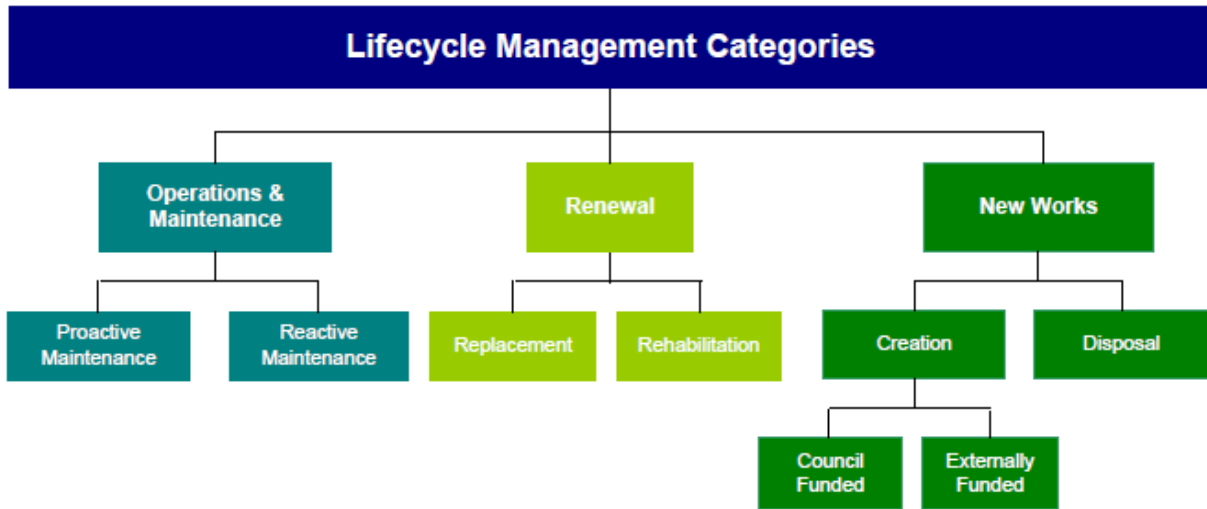 Lifecycle Management Categories
Operations &
Maintenance
Renewal
New Works
Proactive
Maintenance
Reactive
Maintenance
Replacement
Rehabilitation
Creation
Disposal
Council
Funded
Externally
Funded